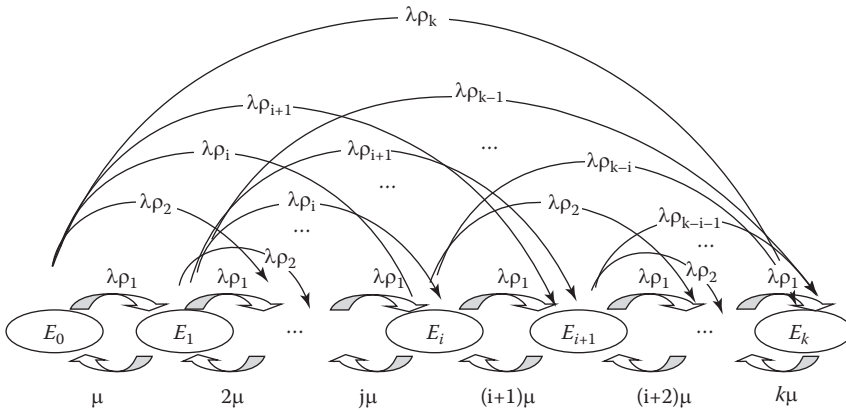 λρk
λρi+1
λρk–1
...
λρi
λρi+1
λρk–i
...
λρ2
λρi
λρ2
λρk–i–1
...
...
λρ2
λρ2
λρ1
λρ1
λρ1
λρ1
λρ1
λρ1
E0
E1
...
Ei
Ei+1
...
Ek
μ
2μ
jμ
(i+1)μ
(i+2)μ
kμ